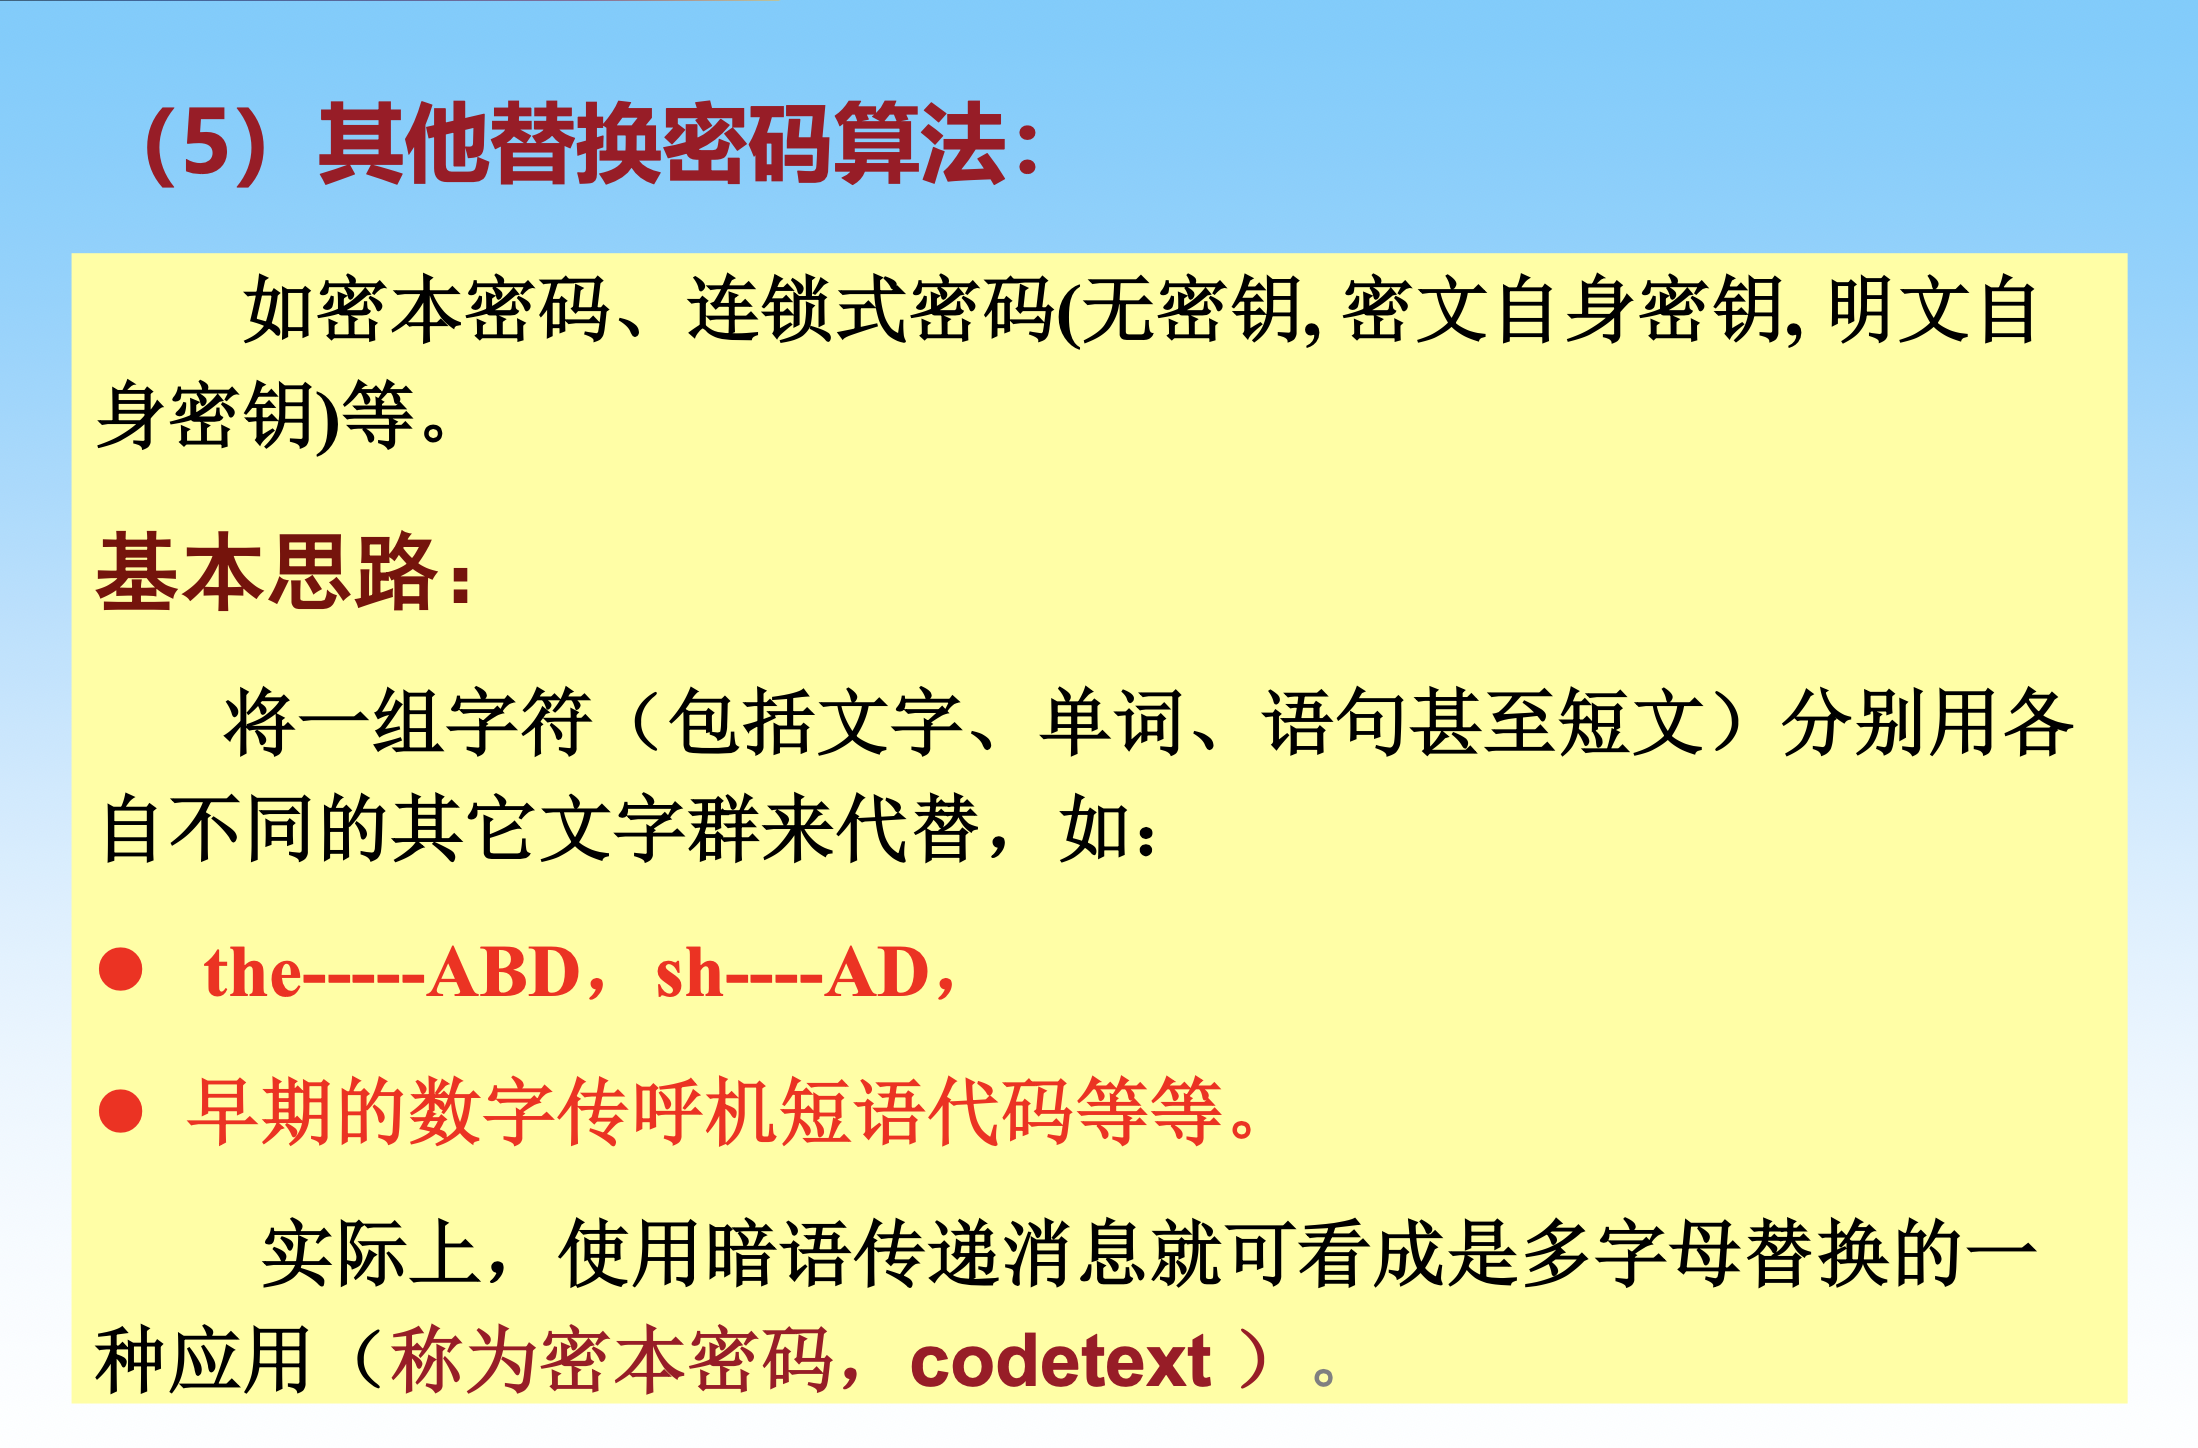 （5）其他替换密码算法：
如密本密码、连锁式密码(无密钥, 密文自身密钥, 明文自
身密钥)等。
基本思路：
将一组字符（包括文字、单词、语句甚至短文）分别用各
自不同的其它文字群来代替，如：
● the-----ABD，sh----AD，
● 早期的数字传呼机短语代码等等。
实际上，使用暗语传递消息就可看成是多字母替换的一
种应用（称为密本密码，codetext ）。